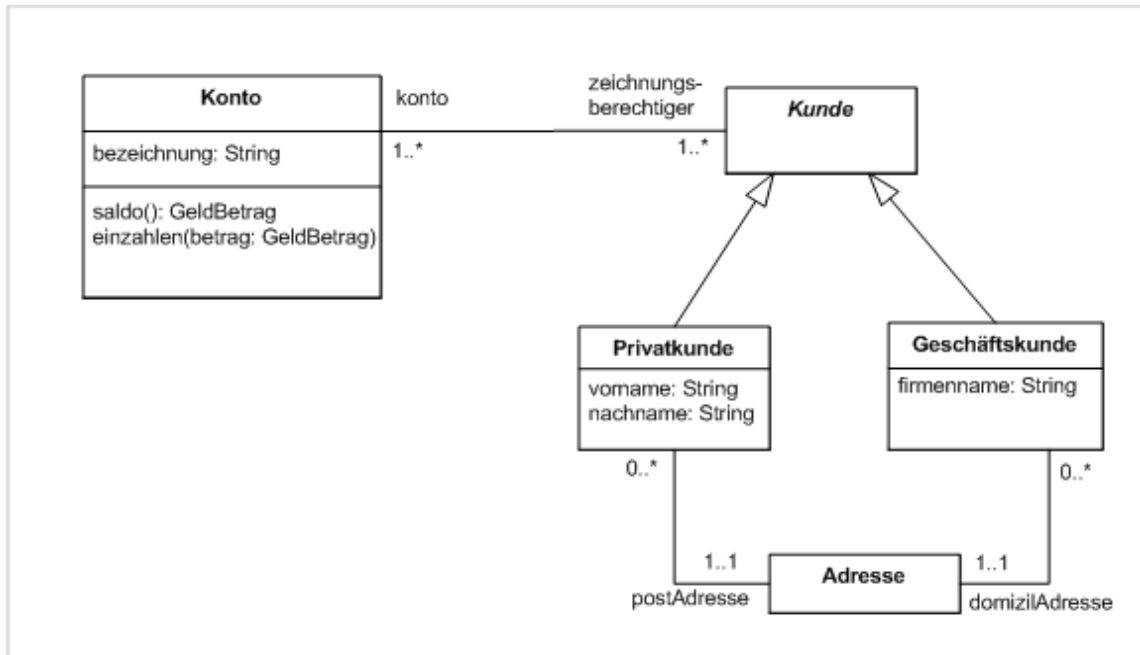 Konto
bezeichnung: String
saldo(): GeldBetrag
einzahlen(betrag: GeldBetrag)
konto
1..*
zeichnungs-
berechtiger
1..*
Kunde
Privatkunde
vorname: String
nachname: String
0..*
Geschäftskunde
firmenname: String
0..*
1..1
postAdresse
Adresse
1..1
domizilAdresse